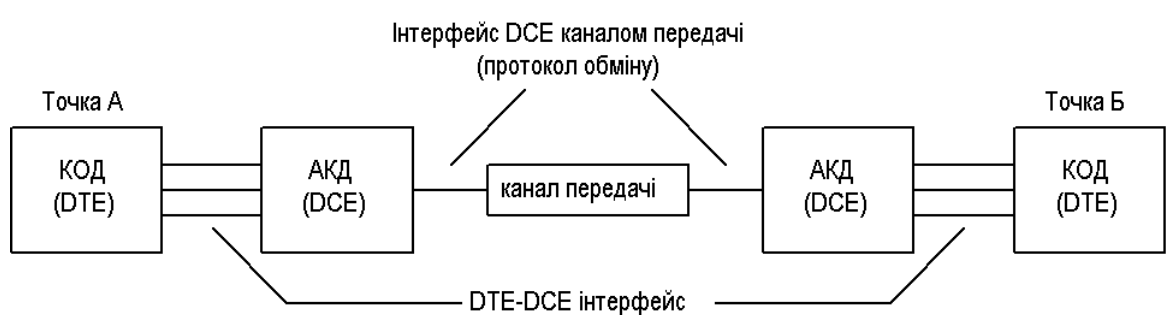 Інтерфейс DCE каналом передачі
(протокол обміну)
Точка А
Точка Б
КОД
(DTE)
АКД
(DCE)
канал передачі
АКД
(DCE)
КОД
(DTE)
DTE-DCE інтерфейс